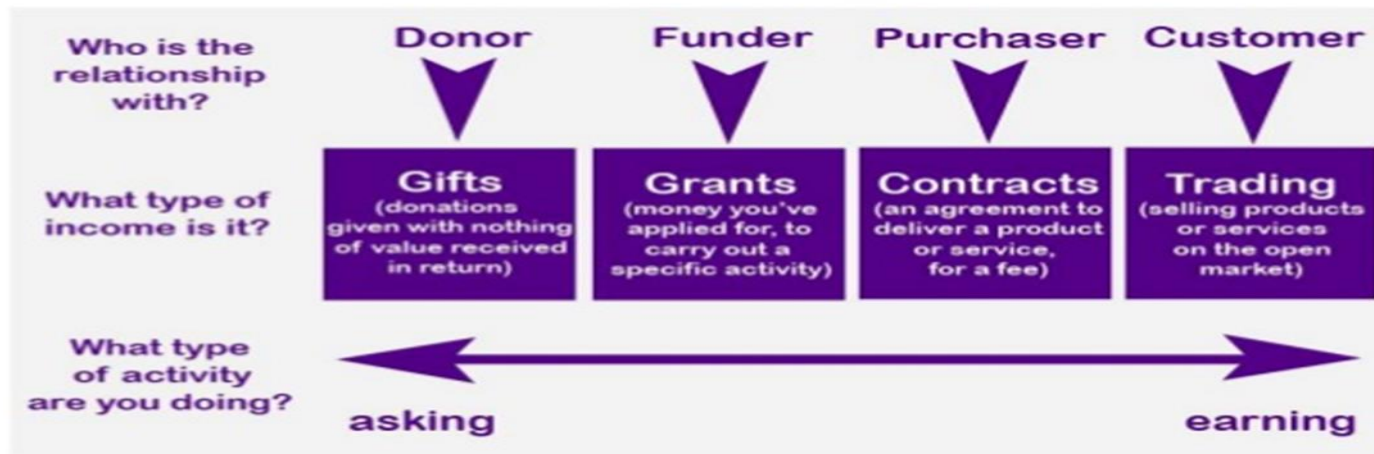 Who is the
relationship
with?
Donor
Funder
Purchaser
Customer
What type of
income is it?
Gifts
(donations
given with nothing
of value received
in return)
Grants
(money you've
applied for, to
carry out a
specific activity)
Contracts
(an agreement to
deliver a product
or service,
for a fee)
Trading
(selling products
or services
on the open
market)
What type
of activity
are you doing?
asking
earning